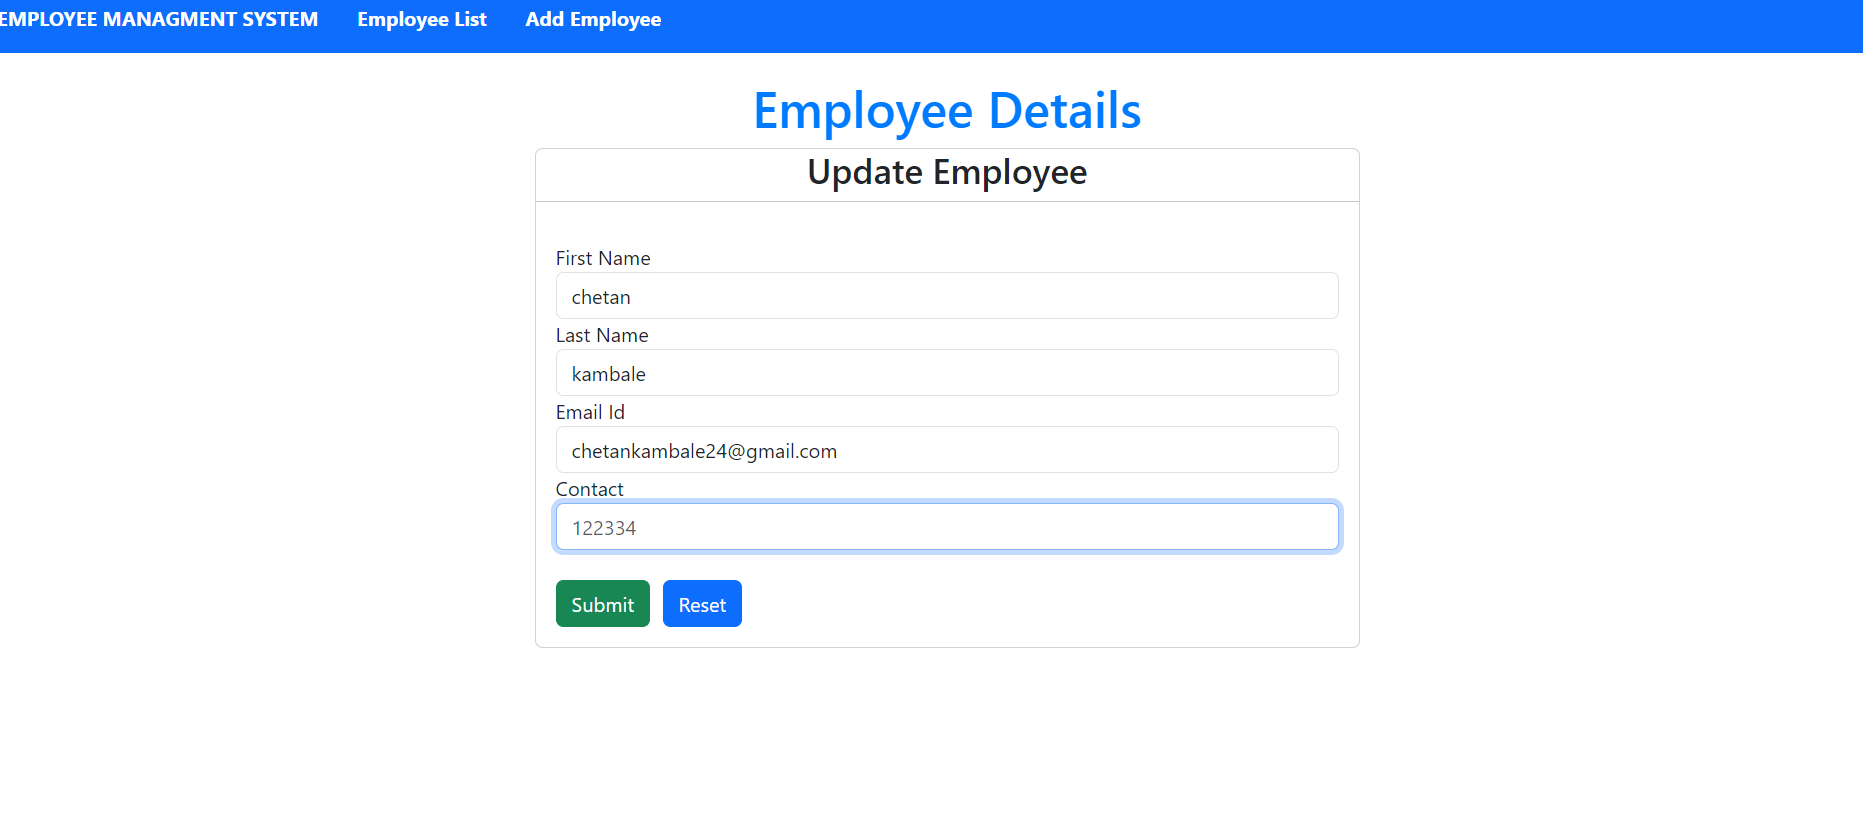 EMPLOYEE MANAGMENT SYSTEM Employee List Add Employee
Employee Details
Update Employee
First Name
chetan
Last Name
kambale
Email Id
chetankambale24@gmail.com
Contact
122334
Submit Reset